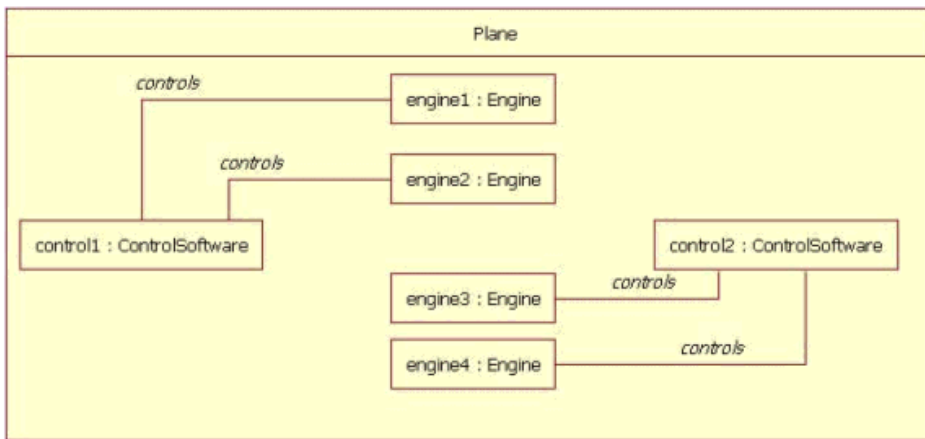 Plane
controls
engine1 : Engine
controls
engine2 : Engine
control1 : ControlSoftware
control2 : ControlSoftware
controls
engine3 : Engine
controls
engine4 : Engine